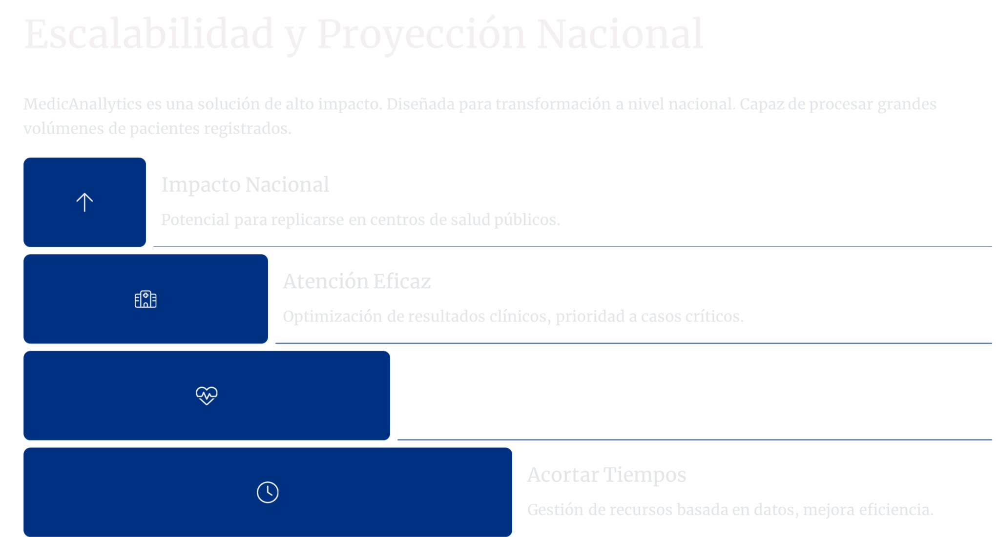 Escalabilidad y Proyección Nacional
MedicAnallytics es una solución de alto impacto. Diseñada para transformación a nivel nacional. Capaz de procesar grandes
volúmenes de pacientes registrados.
Impacto Nacional
Potencial para replicarse en centros de salud públicos.
Atención Eficaz
Optimización de resultados clínicos, prioridad a casos críticos.
Acortar Tiempos
Gestión de recursos basada en datos, mejora eficiencia.